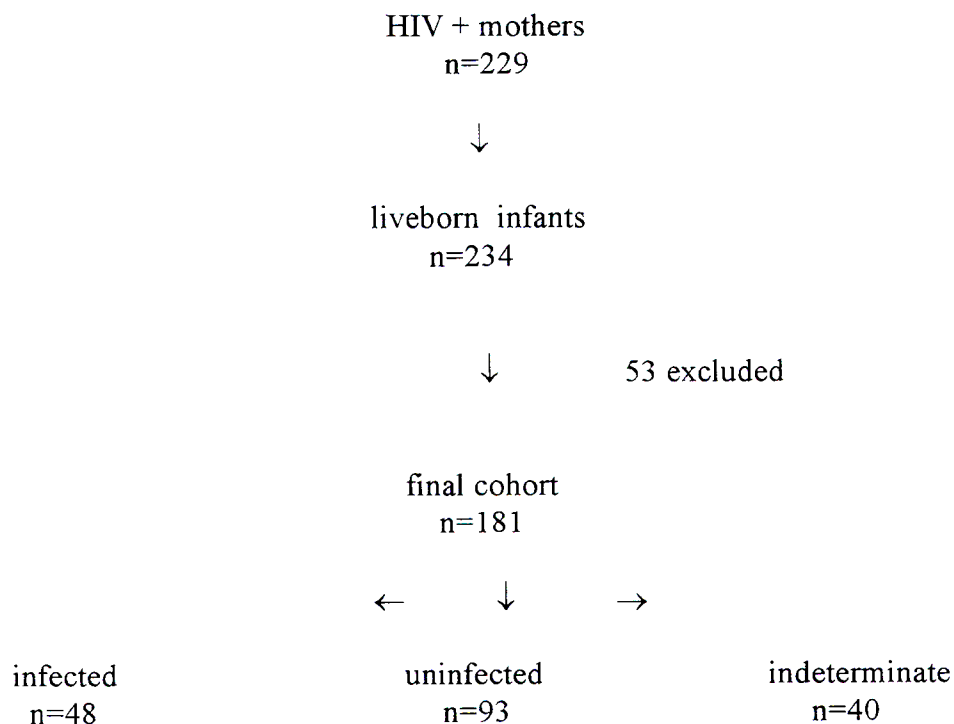 HIV + mothers
n=229
↓
liveborn infants
n=234
↓ 53 excluded
final cohort
n=181
← ↓ →
infected uninfected indeterminate
n=48 n=93 n=40